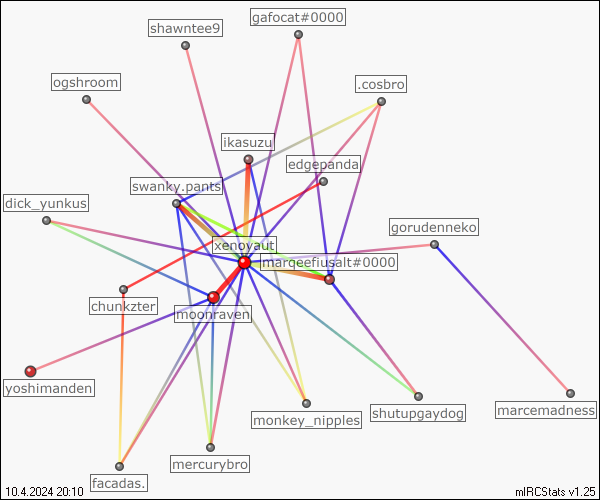 gafocat#0000
shawntee9
ogshroom
.cosbro
ikasuzu
edgepanda
swanky.pants
dick_yunkus
gorudenneko
xenoyaut
marqeefiusalt#0000
chunkzter
moonraven
yoshimanden
monkey_nipples
shutupgaydog
marcemadness
mercurybro
facadas.
10.4.2024 20:10
mIRCStats v1.25